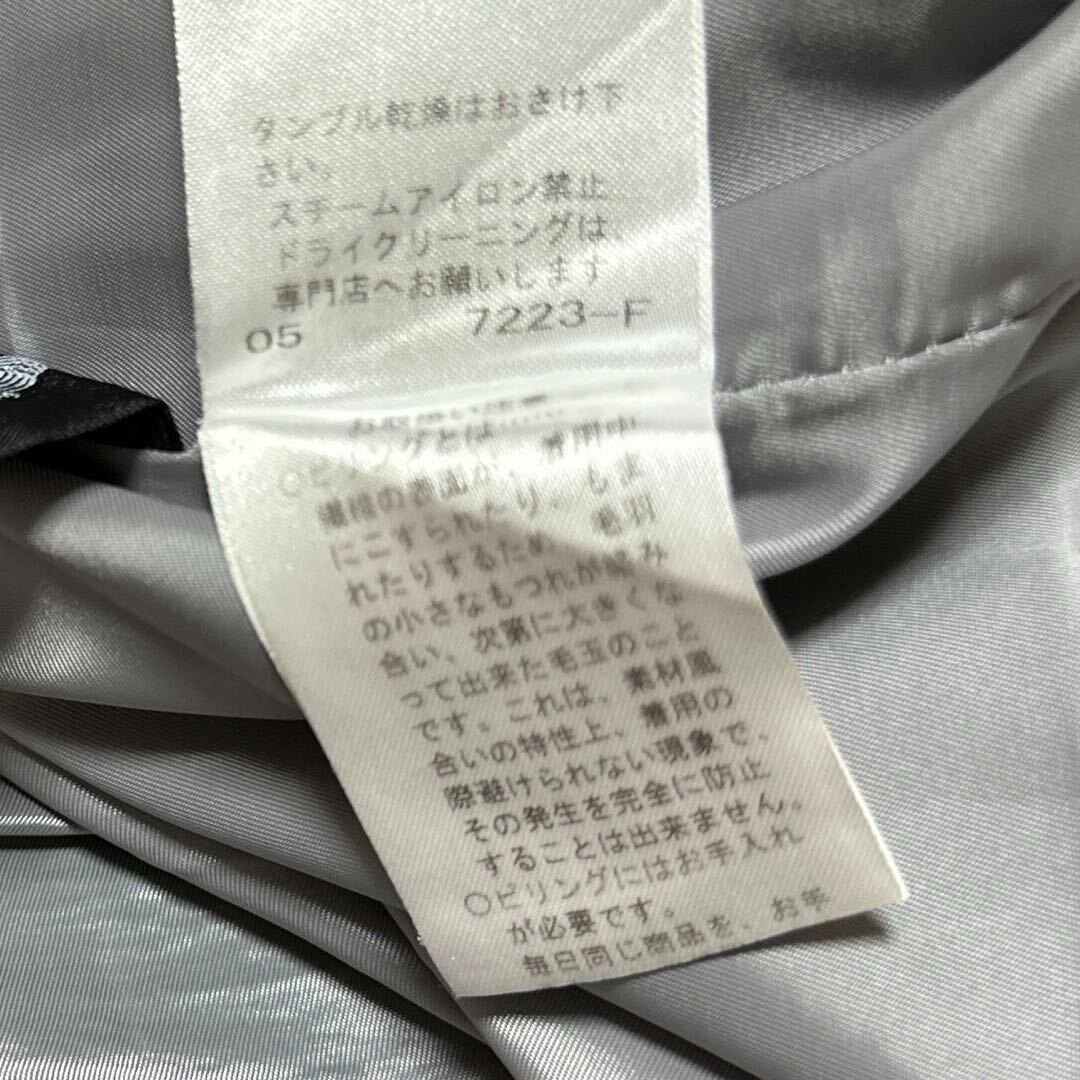 タンブル乾燥はおさけ下
さい。
スチームアイロン禁止
ドライクリーニングは、
専門店へお願いします
05 7223-F
お取扱い注意
○ピリングとは、着用中
繊維の表面が、
にこすられたり、もま
れたりするため、毛羽
の小さなもつれが絡み
合い、次第に大きくな
って出来た毛玉のこと
です。これは、素材風
合いの特性上、着用の
際避けられない現象で、
その発生を完全に防止
することは出来ません。
○ピリングにはお手入れ
が必要です。
毎日同じ商品を、お手